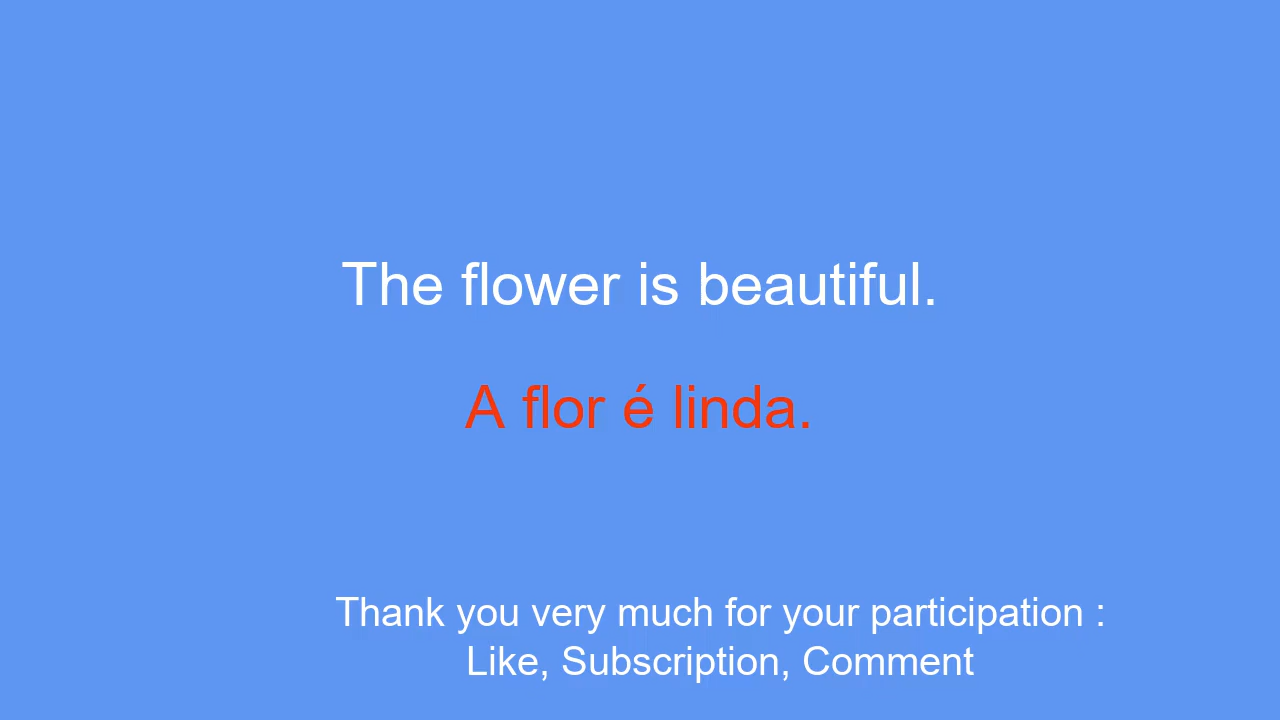 The flower is beautiful.
A flor é linda.
Thank you very much for your participation :
Like, Subscription, Comment